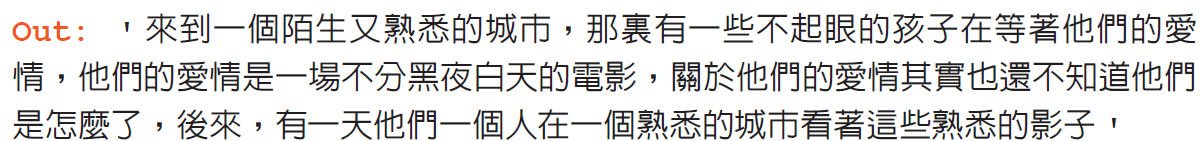 Out: '來到一個陌生又熟悉的城市，那裏有一些不起眼的孩子在等著他們的愛
情，他們的愛情是一場不分黑夜白天的電影，關於他們的愛情其實也還不知道他們
是怎麼了，後來，有一天他們一個人在一個熟悉的城市看著這些熟悉的影子'